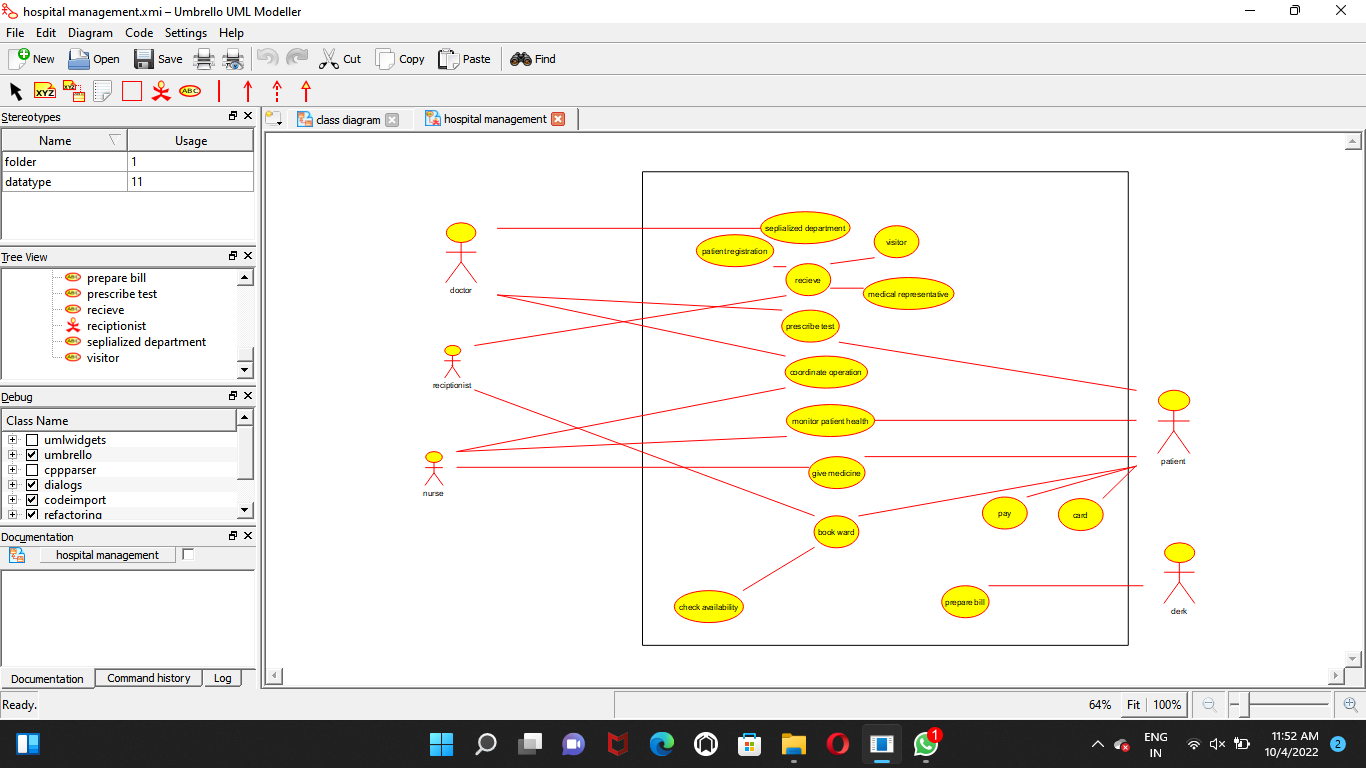 hospital management.xmi – Umbrello UML Modeller
File Edit Diagram Code Settings Help
New Open Save Cut Copy Paste Find
XYZ XYZ ABC
Stereotypes
Name Usage
folder 1
datatype 11
Tree View
prepare bill
prescribe test
recieve
reciptionist
seplialized department
visitor
Debug
Class Name
umlwidgets
umbrello
cppparser
dialogs
codeimport
refactoring
Documentation
hospital management
Documentation Command history Log
class diagram hospital management
seplialized department
patient registration
visitor
recieve
medical representative
doctor
prescribe test
coordinate operation
reciptionist
monitor patient health
patient
give medicine
nurse
pay
card
book ward
check availability
prepare bill
clerk
Ready.
64% Fit 100%
1
ENG
IN
11:52 AM
10/4/2022
2